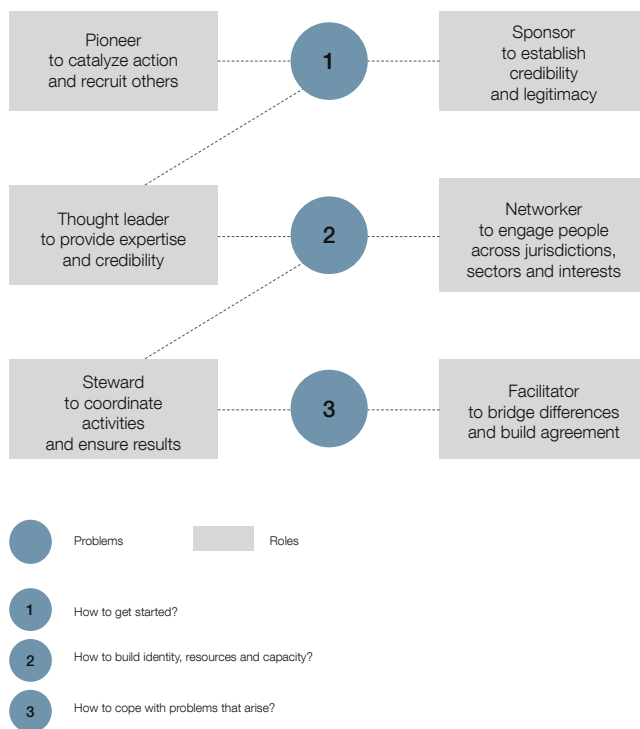 Pioneer
to catalyze action
and recruit others
1
Sponsor
to establish
credibility
and legitimacy
Thought leader
to provide expertise
and credibility
2
Networker
to engage people
across jurisdictions,
sectors and interests
Steward
to coordinate
activities
and ensure results
3
Facilitator
to bridge differences
and build agreement
Problems
Roles
1 How to get started?
2 How to build identity, resources and capacity?
3 How to cope with problems that arise?